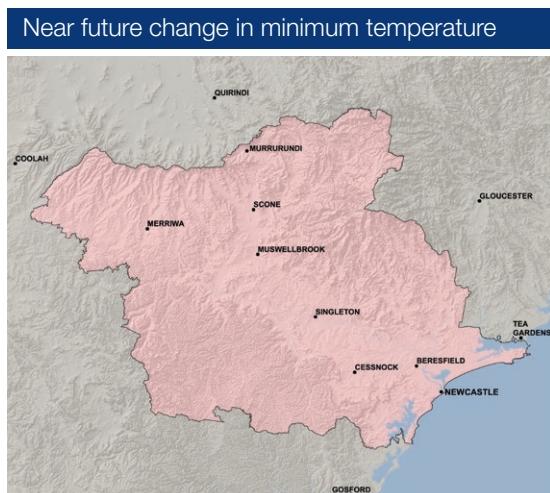 Near future change in minimum temperature
QUIRINDI
MURRURUNDI
COOLAH
GLOUCESTER
SCONE
MERRIWA
MUSWELLBROOK
SINGLETON
TEA
GARDENS
BERESFIELD
CESSNOCK
NEWCASTLE
GOSFORD